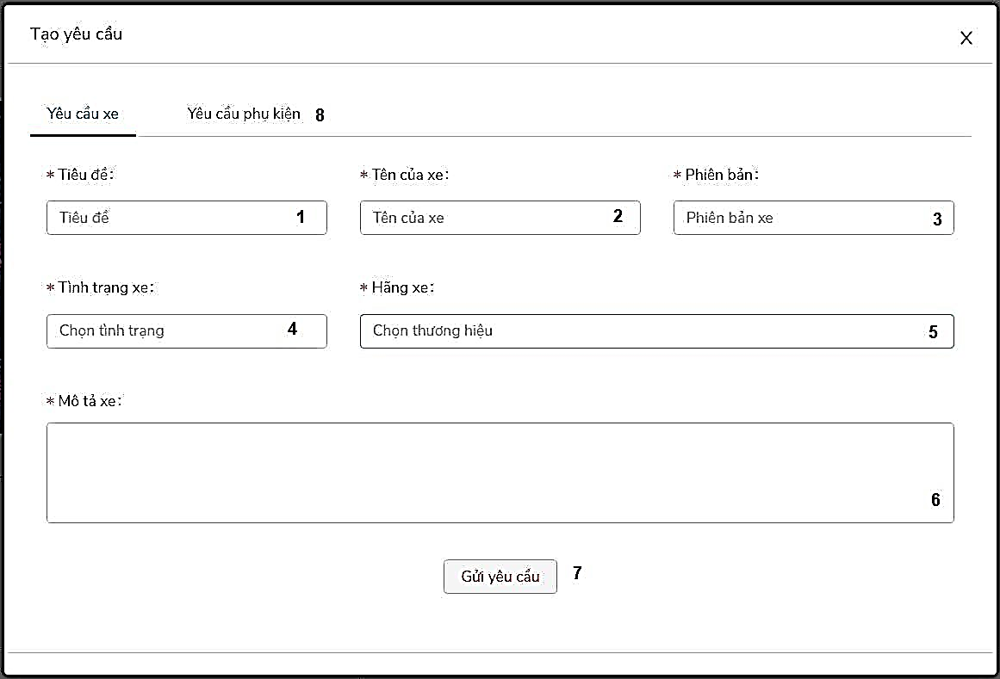 Tạo yêu cầu X
Yêu cầu xe Yêu cầu phụ kiện 8
* Tiêu đề: * Tên của xe: * Phiên bản:
Tiêu đề 1 Tên của xe 2 Phiên bản xe 3
* Tình trạng xe: * Hãng xe:
Chọn tình trạng 4 Chọn thương hiệu 5
* Mô tả xe:
6
Gửi yêu cầu 7